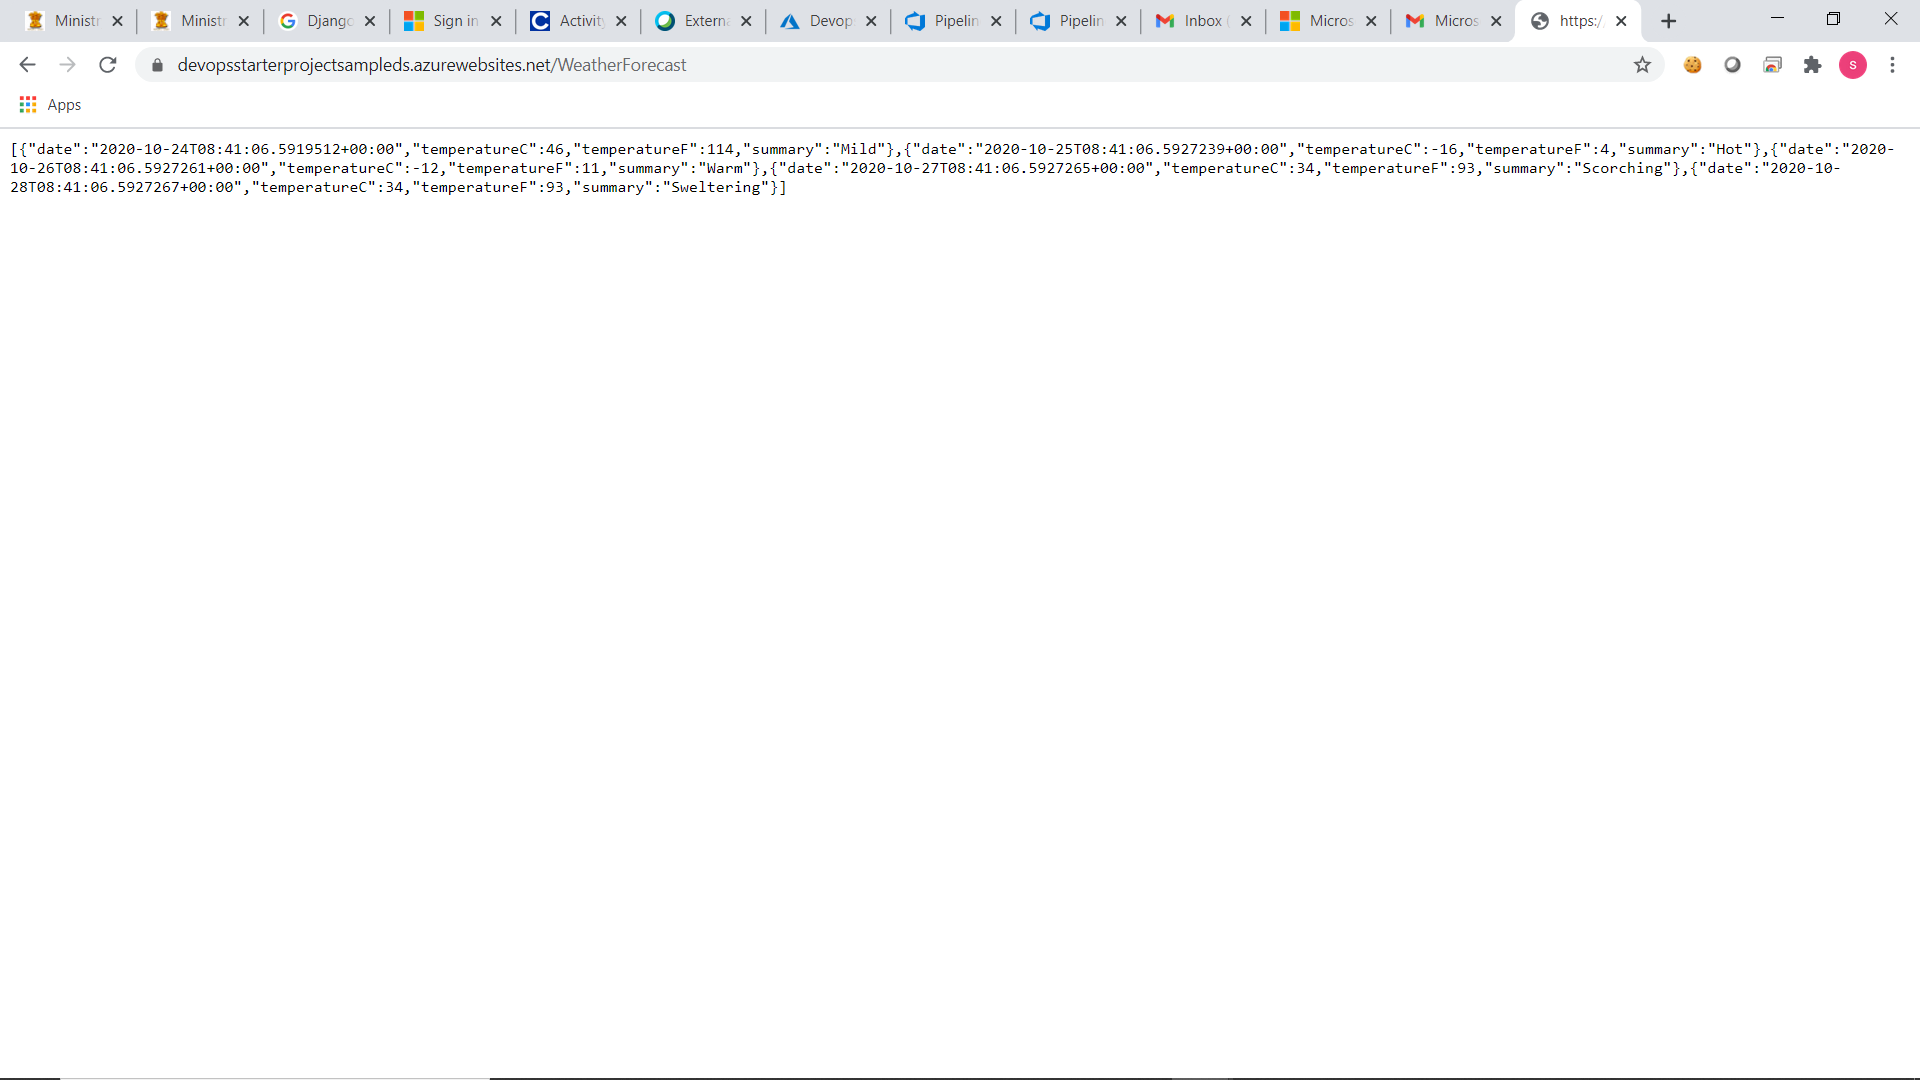 Ministr
Ministr
Django
Sign in
Activity
Externa
Devop
Pipelin
Pipelin
Inbox (
Micros
Micros
https:/
devopsstarterprojectsampleds.azurewebsites.net/WeatherForecast
S
Apps
[{"date":"2020-10-24T08:41:06.5919512+00:00","temperatureC":46,"temperatureF":114,"summary":"Mild"},{"date":"2020-10-25T08:41:06.5927239+00:00","temperatureC":-16,"temperatureF":4,"summary":"Hot"},{"date":"2020-
10-26T08:41:06.5927261+00:00","temperatureC":-12,"temperatureF":11,"summary":"Warm"},{"date":"2020-10-27T08:41:06.5927265+00:00","temperatureC":34,"temperatureF":93,"summary":"Scorching"},{"date":"2020-10-
28T08:41:06.5927267+00:00","temperatureC":34,"temperatureF":93,"summary":"Sweltering"}]